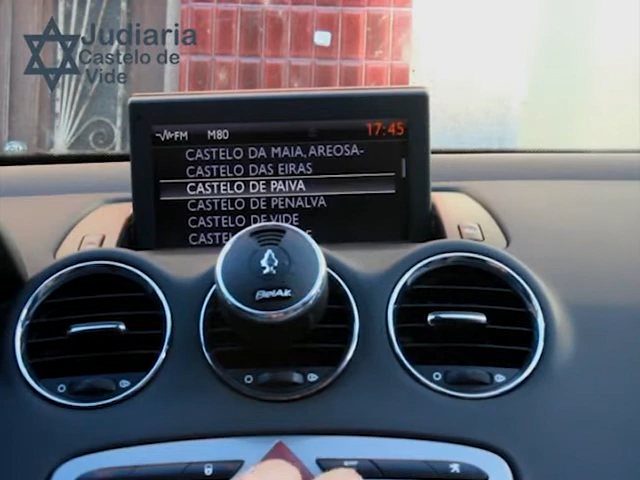 Judiaria
Castelo de
Vide
FM M80 17:45
CASTELO DA MAIA, AREOSA-
CASTELO DAS EIRAS
CASTELO DE PAIVA
CASTELO DE PENALVA
CASTELO DE VIDE
BelAir